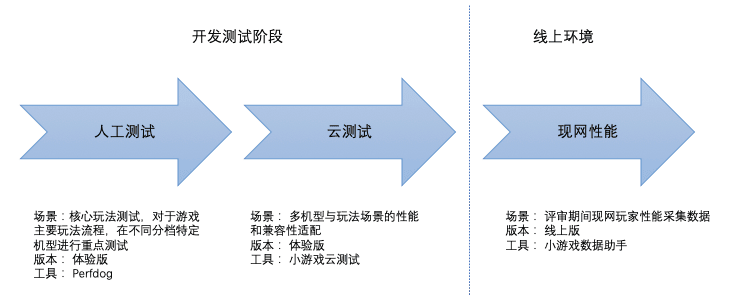 开发测试阶段
线上环境
人工测试
云测试
现网性能
场景：核心玩法测试，对于游戏
主要玩法流程，在不同分档特定
机型进行重点测试
版本： 体验版
工具： Perfdog
场景： 多机型与玩法场景的性能
和兼容性适配
版本： 体验版
工具： 小游戏云测试
场景： 评审期间现网玩家性能采集数据
版本： 线上版
工具： 小游戏数据助手